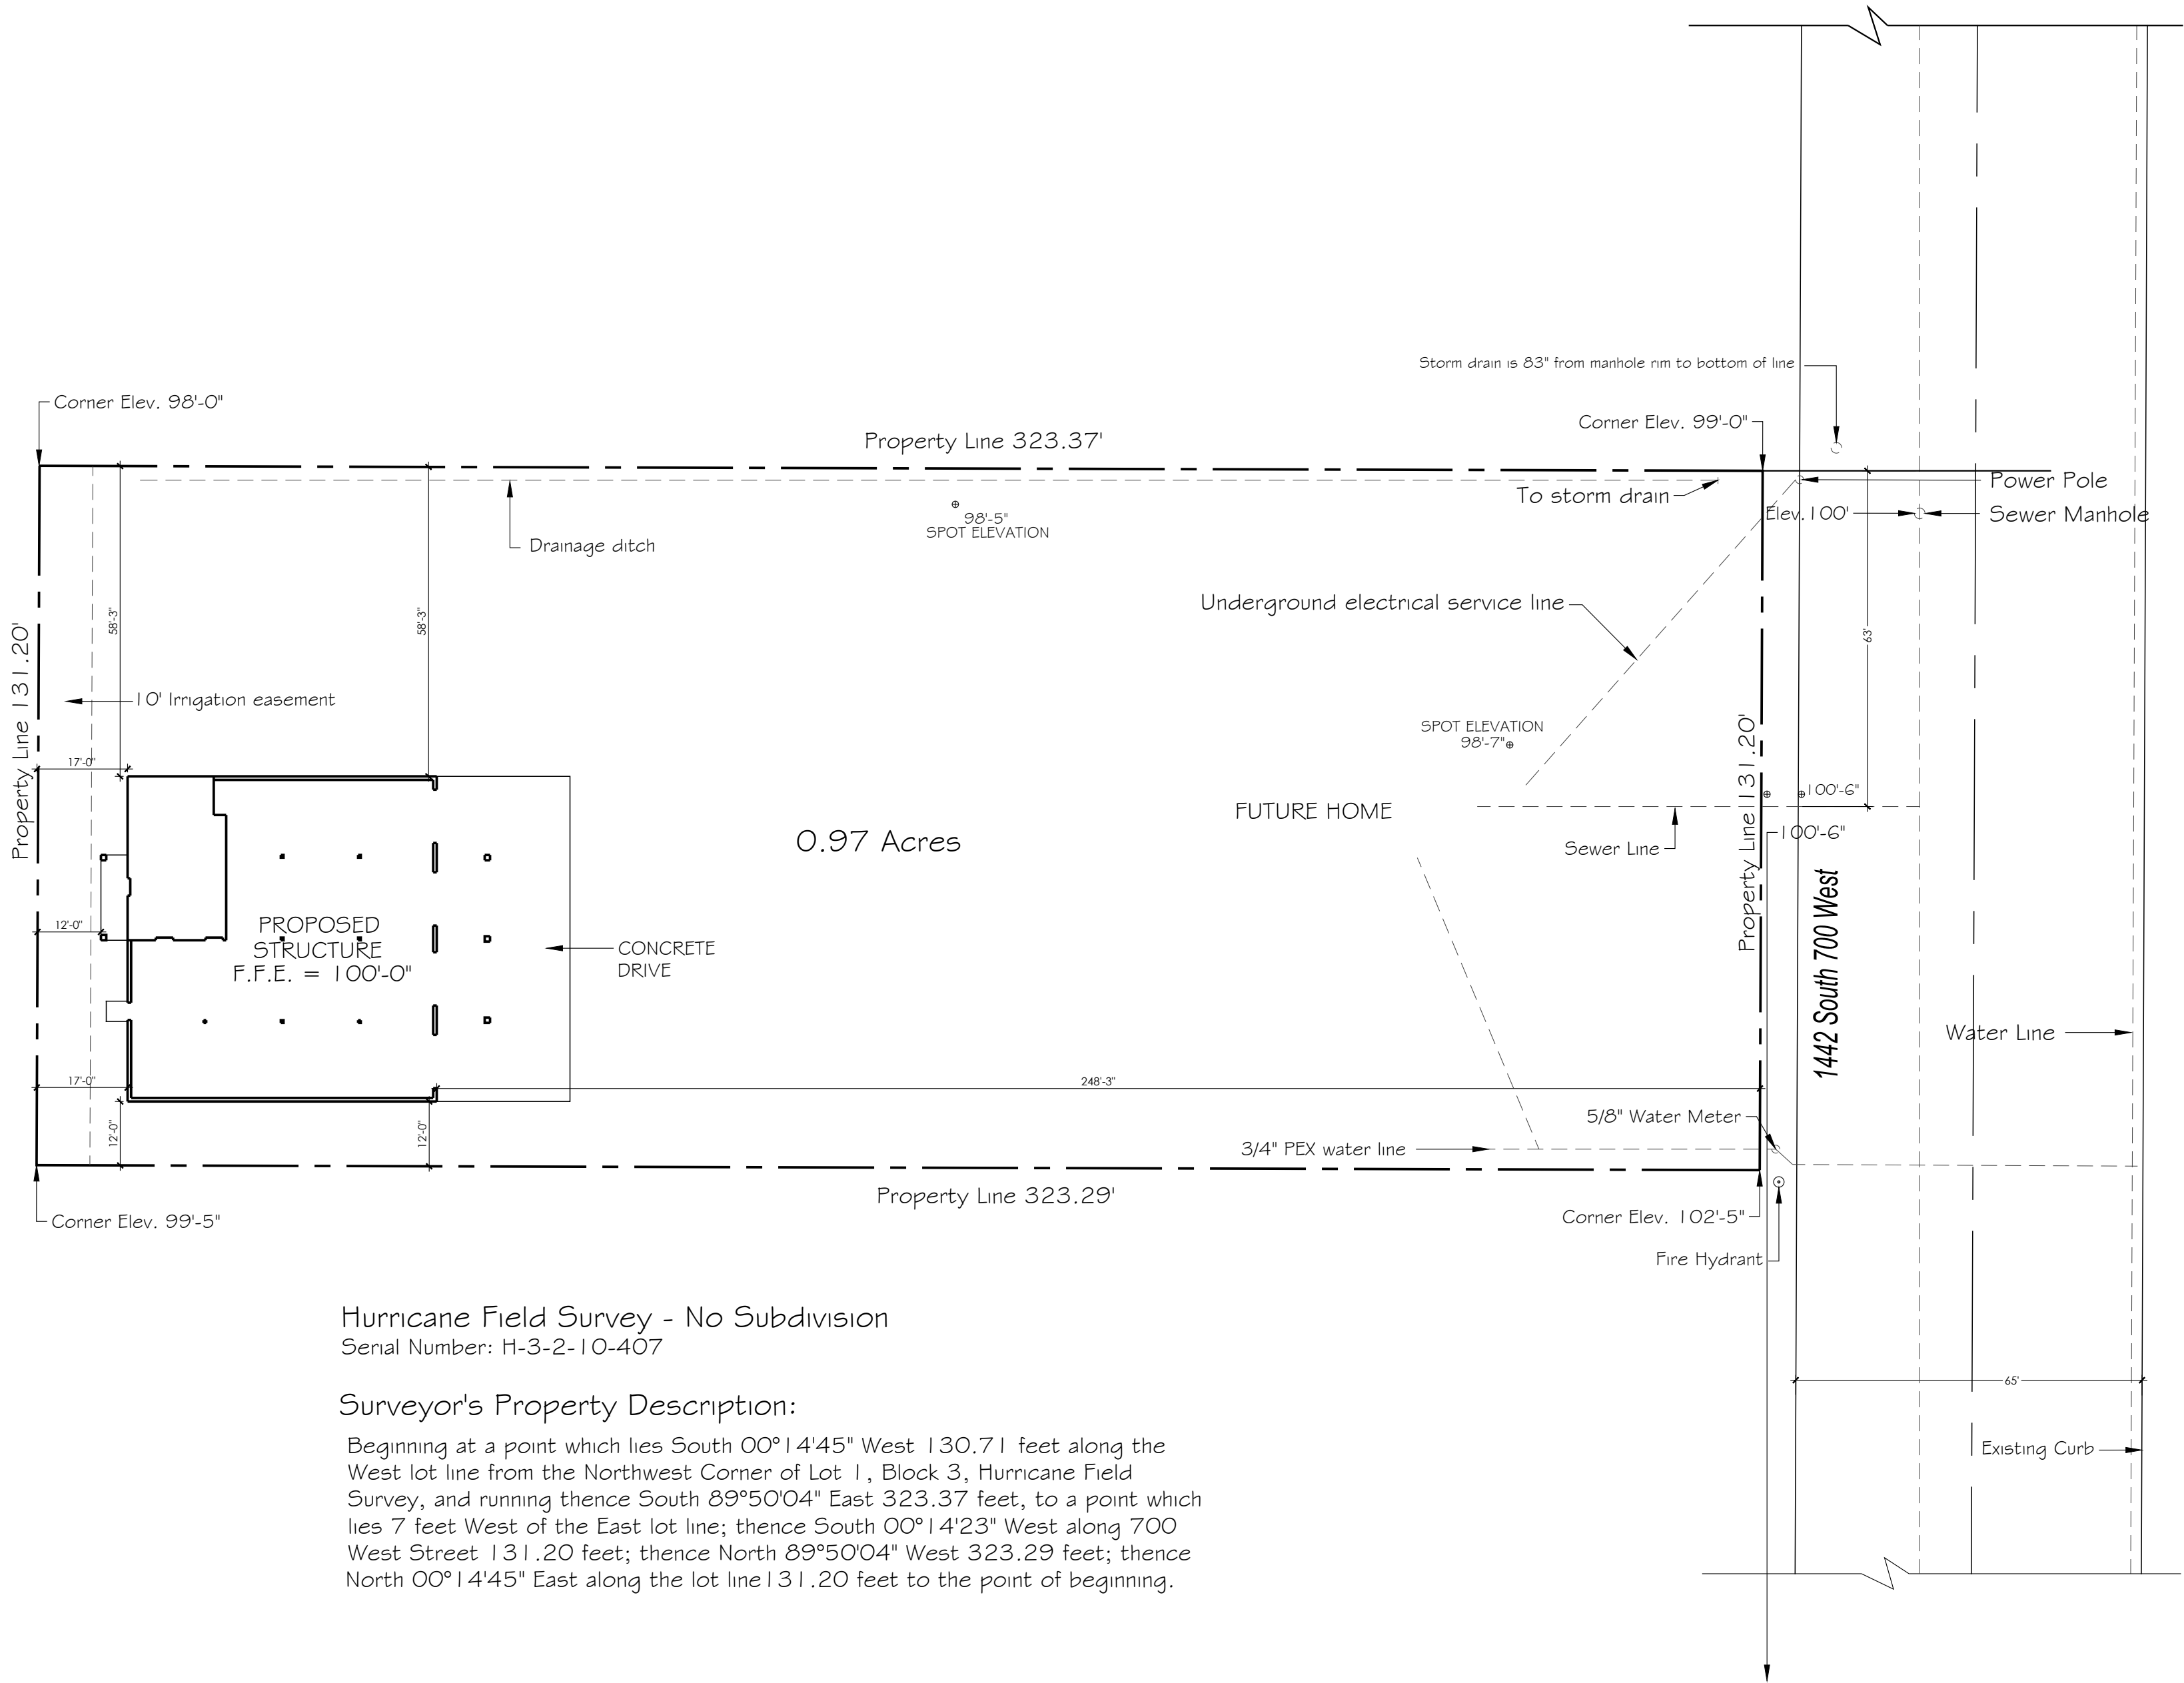 Storm drain is 83" from manhole rim to bottom of line
Corner Elev. 98'-0"
Corner Elev. 99'-0"
Property Line 323.37'
To storm drain
Power Pole
98'-5"
SPOT ELEVATION
Elev. 100'
Sewer Manhole
Drainage ditch
Underground electrical service line
58'-3"
58'-3"
63'
Property Line 131.20'
10' Irrigation easement
SPOT ELEVATION
98'-7"
17'-0"
100'-6"
FUTURE HOME
100'-6"
0.97 Acres
Sewer Line
Property Line 131.20'
1442 South 700 West
12'-0"
PROPOSED
STRUCTURE
F.F.E. = 100'-0"
CONCRETE
DRIVE
Water Line
17'-0"
248'-3"
5/8" Water Meter
12'-0"
12'-0"
3/4" PEX water line
Property Line 323.29'
Corner Elev. 99'-5"
Corner Elev. 102'-5"
Fire Hydrant
Hurricane Field Survey - No Subdivision
Serial Number: H-3-2-10-407
65'
Surveyor's Property Description:
Existing Curb
Beginning at a point which lies South 00°14'45" West 130.71 feet along the
West lot line from the Northwest Corner of Lot 1, Block 3, Hurricane Field
Survey, and running thence South 89°50'04" East 323.37 feet, to a point which
lies 7 feet West of the East lot line; thence South 00°14'23" West along 700
West Street 131.20 feet; thence North 89°50'04" West 323.29 feet; thence
North 00°14'45" East along the lot line131.20 feet to the point of beginning.